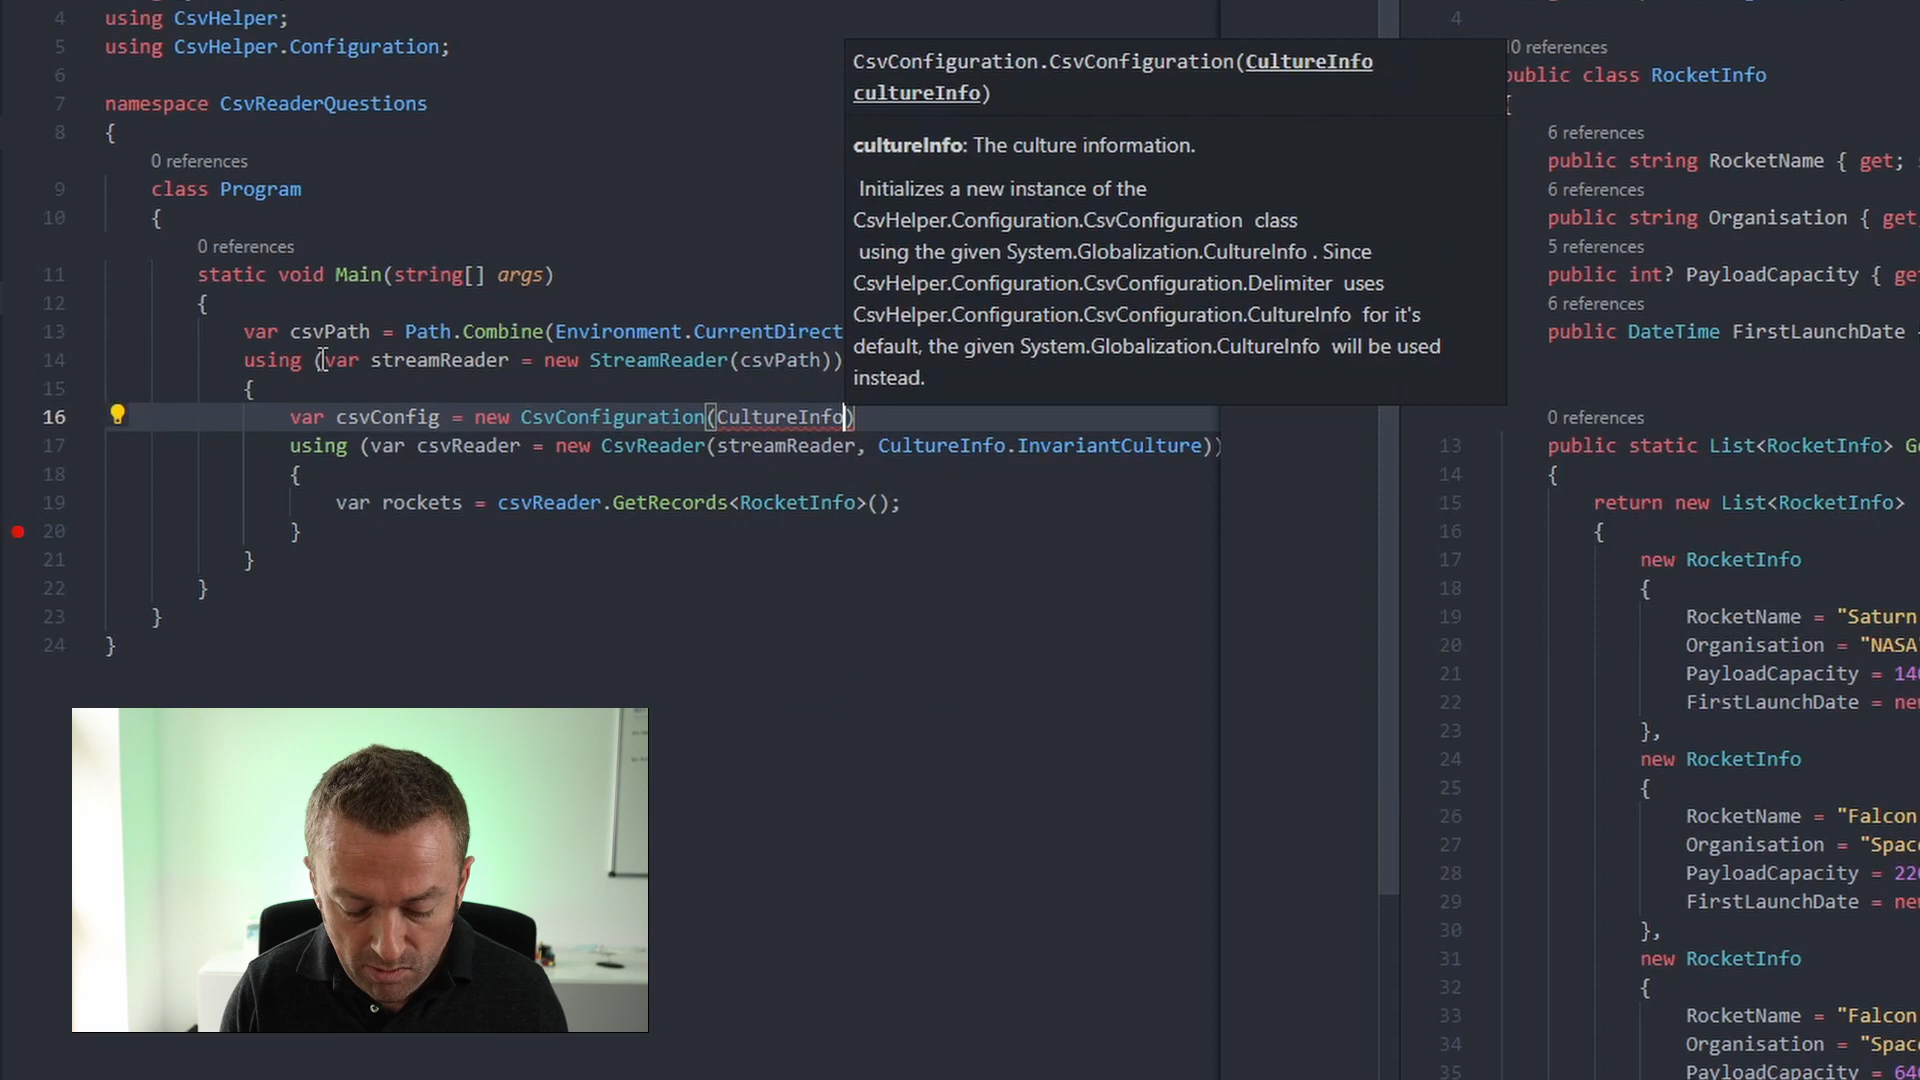 4 using CsvHelper;
5 using CsvHelper.Configuration;
6
7 namespace CsvReaderQuestions
8 {
0 references
9 class Program
10 {
0 references
11 static void Main(string[] args)
12 {
13 var csvPath = Path.Combine(Environment.CurrentDirect
14 using (var streamReader = new StreamReader(csvPath))
15 {
16 var csvConfig = new CsvConfiguration(CultureInfo)
17 using (var csvReader = new CsvReader(streamReader, CultureInfo.InvariantCulture))
18 {
19 var rockets = csvReader.GetRecords<RocketInfo>();
20 }
21 }
22 }
23 }
24 }
CsvConfiguration.CsvConfiguration(CultureInfo
cultureInfo)
cultureInfo: The culture information.
Initializes a new instance of the
CsvHelper.Configuration.CsvConfiguration class
using the given System.Globalization.CultureInfo . Since
CsvHelper.Configuration.CsvConfiguration.Delimiter uses
CsvHelper.Configuration.CsvConfiguration.CultureInfo for it's
default, the given System.Globalization.CultureInfo will be used
instead.
4
10 references
public class RocketInfo
{
6 references
public string RocketName { get;
6 references
public string Organisation { get
5 references
public int? PayloadCapacity { get
6 references
public DateTime FirstLaunchDate
0 references
13 public static List<RocketInfo> Ge
14 {
15 return new List<RocketInfo>
16 {
17 new RocketInfo
18 {
19 RocketName = "Saturn
20 Organisation = "NASA"
21 PayloadCapacity = 140
22 FirstLaunchDate = new
23 },
24 new RocketInfo
25 {
26 RocketName = "Falcon
27 Organisation = "Space
28 PayloadCapacity = 220
29 FirstLaunchDate = new
30 },
31 new RocketInfo
32 {
33 RocketName = "Falcon
34 Organisation = "Space
35 PayloadCapacity = 640